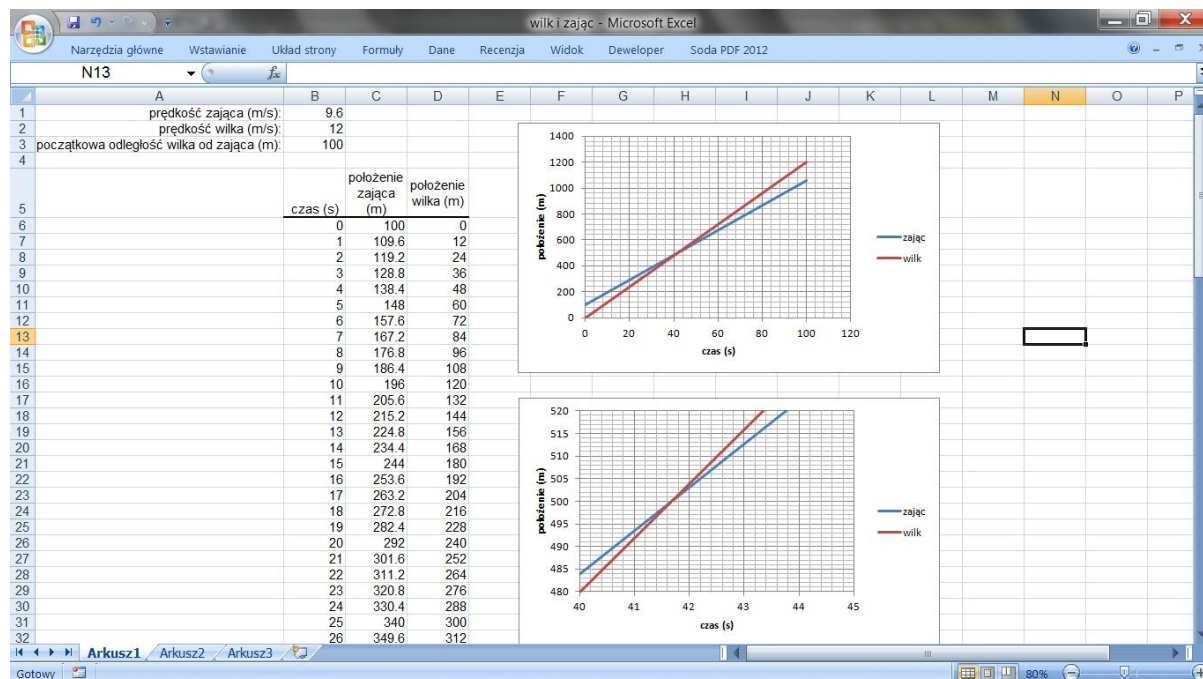 wilk i zając - Microsoft Excel
Narzędzia główne Wstawianie Układ strony Formuły Dane Recenzja Widok Deweloper Soda PDF 2012
N13 fx
A B C D E F G H I J K L M N O P
1 prędkość zająca (m/s): 9.6
2 prędkość wilka (m/s): 12
3 początkowa odległość wilka od zająca (m): 100
4
5 czas (s) położenie zająca (m) położenie wilka (m)
6 0 100 0
7 1 109.6 12
8 2 119.2 24
9 3 128.8 36
10 4 138.4 48
11 5 148 60
12 6 157.6 72
13 7 167.2 84
14 8 176.8 96
15 9 186.4 108
16 10 196 120
17 11 205.6 132
18 12 215.2 144
19 13 224.8 156
20 14 234.4 168
21 15 244 180
22 16 253.6 192
23 17 263.2 204
24 18 272.8 216
25 19 282.4 228
26 20 292 240
27 21 301.6 252
28 22 311.2 264
29 23 320.8 276
30 24 330.4 288
31 25 340 300
32 26 349.6 312
1400
1200
1000
800
600
400
200
0
położenie (m)
0 20 40 60 80 100 120
czas (s)
zając
wilk
520
515
510
505
500
495
490
485
480
położenie (m)
40 41 42 43 44 45
czas (s)
zając
wilk
Arkusz1 Arkusz2 Arkusz3
Gotowy 80%